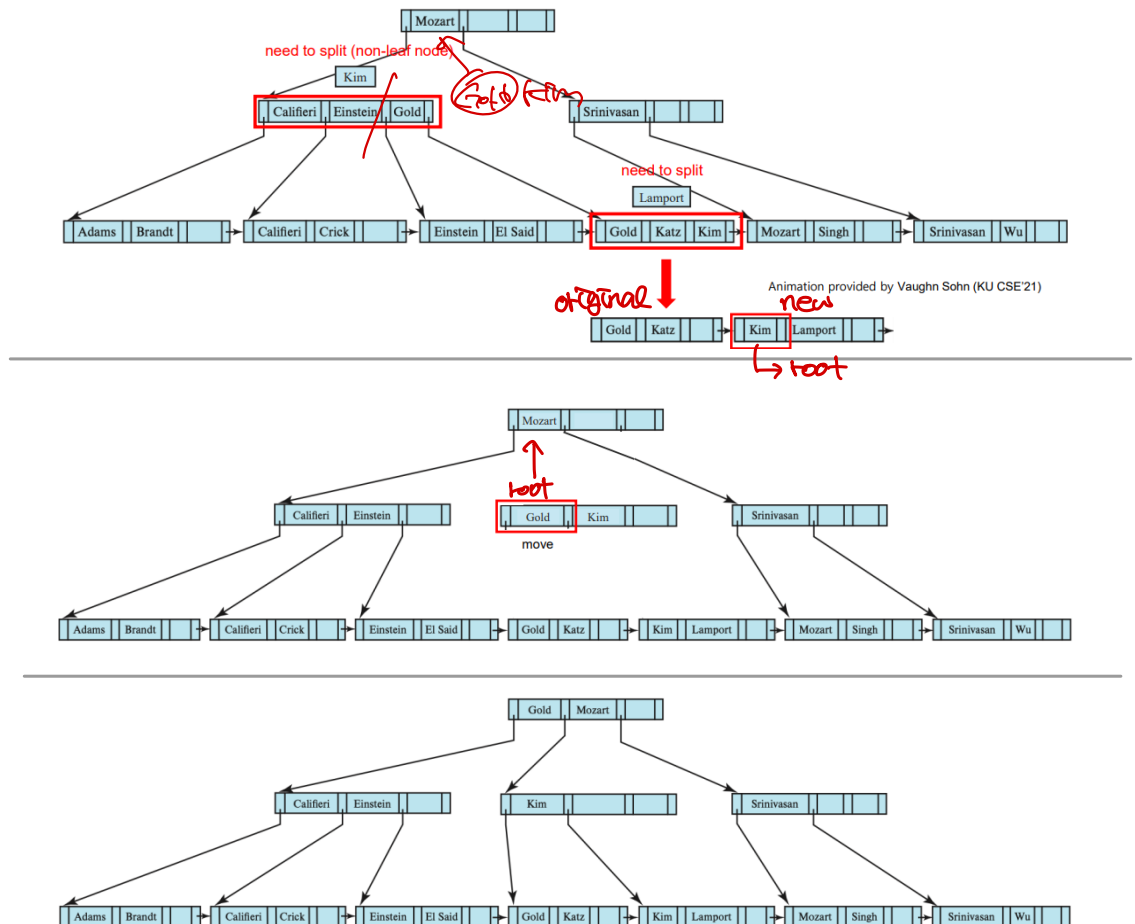 Mozart
need to split (non-leaf node)
Kim
Gold Kim
Califieri Einstein Gold
Srinivasan
need to split
Lamport
Adams Brandt Califieri Crick Einstein El Said Gold Katz Kim Mozart Singh Srinivasan Wu
Animation provided by Vaughn Sohn (KU CSE'21)
original new
Gold Katz Kim Lamport
root
Mozart
root
Califieri Einstein Gold Kim Srinivasan
move
Adams Brandt Califieri Crick Einstein El Said Gold Katz Kim Lamport Mozart Singh Srinivasan Wu
Gold Mozart
Califieri Einstein Kim Srinivasan
Adams Brandt Califieri Crick Einstein El Said Gold Katz Kim Lamport Mozart Singh Srinivasan Wu